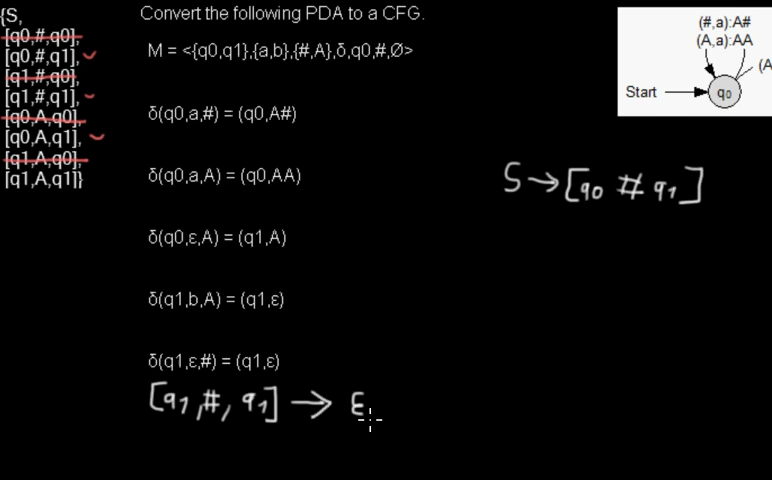 {S,
[q0,#,q0],
[q0,#,q1],
[q1,#,q0],
[q1,#,q1],
[q0,A,q0],
[q0,A,q1],
[q1,A,q0],
[q1,A,q1]}
Convert the following PDA to a CFG.
M = <{q0,q1},{a,b},{#,A},δ,q0,#,Ø>
δ(q0,a,#) = (q0,A#)
δ(q0,a,A) = (q0,AA)
δ(q0,ε,A) = (q1,A)
δ(q1,b,A) = (q1,ε)
δ(q1,ε,#) = (q1,ε)
[q1,#, q1] → ε
(#,a):A#
(A,a):AA
(A
Start
q0
S→[q0 # q1]